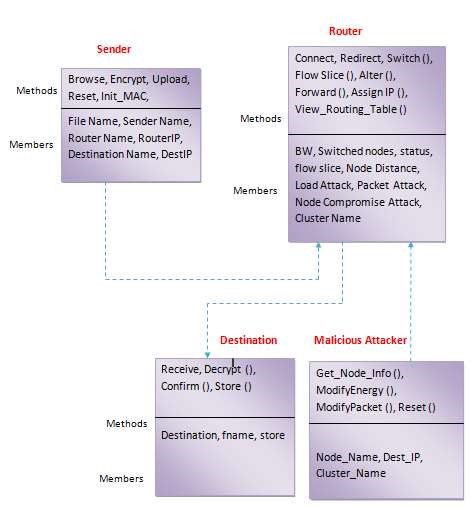 Sender
Methods
Browse, Encrypt, Upload,
Reset, Init_MAC,
Members
File Name, Sender Name,
Router Name, RouterIP,
Destination Name, DestIP
Router
Methods
Connect, Redirect, Switch (),
Flow Slice (), Alter (),
Forward (), Assign IP (),
View_Routing_Table ()
Members
BW, Switched nodes, status,
flow slice, Node Distance,
Load Attack, Packet Attack,
Node Compromise Attack,
Cluster Name
Destination
Receive, Decrypt (),
Confirm (), Store ()
Methods
Destination, fname, store
Members
Malicious Attacker
Get_Node_Info (),
ModifyEnergy (),
ModifyPacket (), Reset ()
Node_Name, Dest_IP,
Cluster_Name